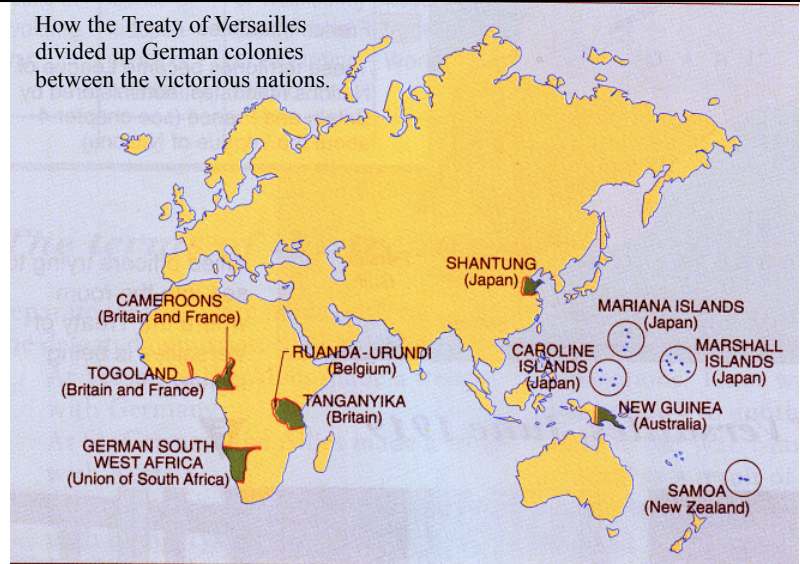 How the Treaty of Versailles
divided up German colonies
between the victorious nations.
SHANTUNG
(Japan)
CAMEROONS
(Britain and France)
MARIANA ISLANDS
(Japan)
RUANDA-URUNDI
(Belgium)
CAROLINE
ISLANDS
(Japan)
MARSHALL
ISLANDS
(Japan)
TOGOLAND
(Britain and France)
TANGANYIKA
(Britain)
NEW GUINEA
(Australia)
GERMAN SOUTH
WEST AFRICA
(Union of South Africa)
SAMOA
(New Zealand)